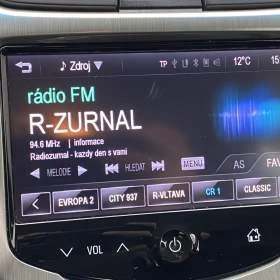 Zdroj TP 12°C 15
rádio FM
R-ZURNAL
94.6 MHz | informace
Radiozurnal - kazdy den s vami
MELODIE HLEDAT MENU AS FAV
EVROPA 2 CITY 937 R-VLTAVA CR 1 CLASSIC
VOL